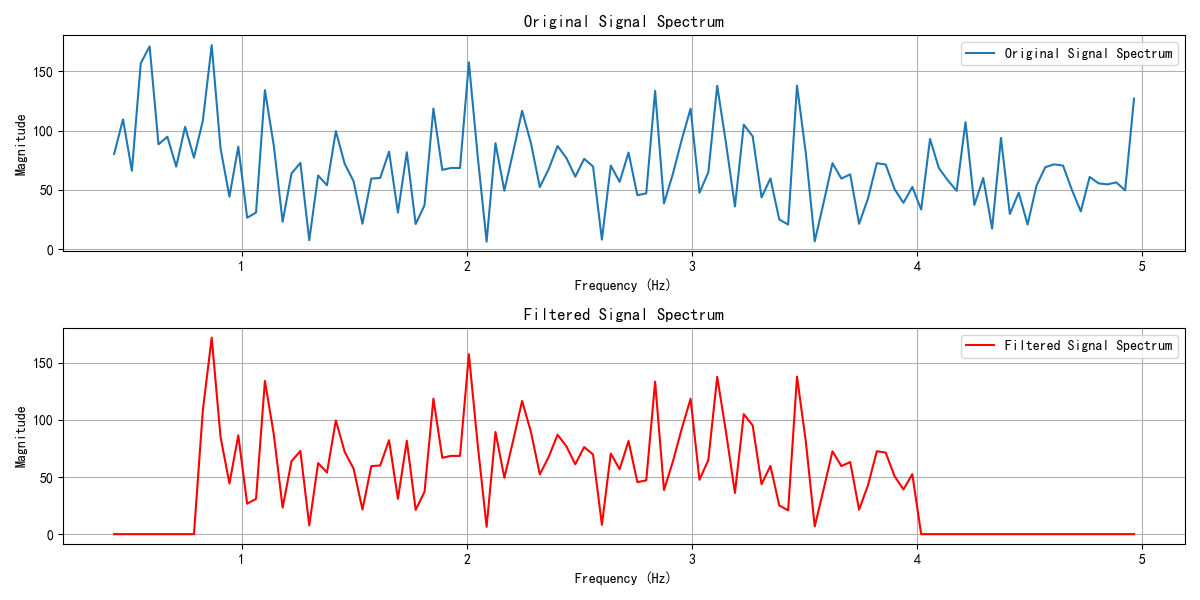 Original Signal Spectrum
Original Signal Spectrum
Magnitude
150
100
50
0
1 2 3 4 5
Frequency (Hz)
Filtered Signal Spectrum
Filtered Signal Spectrum
Magnitude
150
100
50
0
1 2 3 4 5
Frequency (Hz)